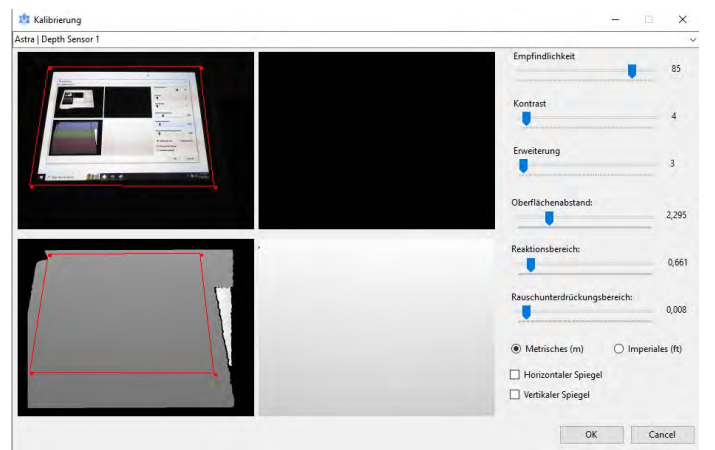 Kalibrierung
Astra | Depth Sensor 1
Empfindlichkeit
85
Kontrast
4
Erweiterung
3
Oberflächenabstand:
2,295
Reaktionsbereich:
0,661
Rauschunterdrückungsbereich:
0,008
Metrisches (m) Imperiales (ft)
Horizontaler Spiegel
Vertikaler Spiegel
OK Cancel